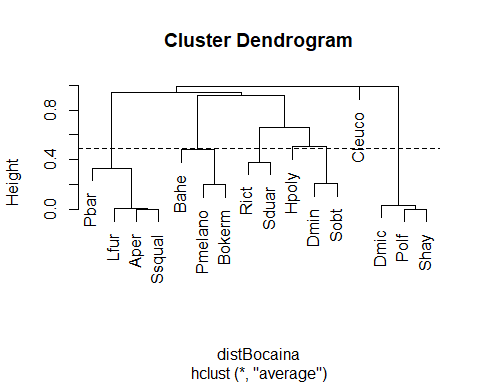 Cluster Dendrogram
Height
0.0 0.4 0.8
Pbar
Lfur
Aper
Ssqual
Bahe
Pmelano
Bokerm
Rict
Sduar
Hpoly
Dmin
Sobt
Cleuco
Dmic
Polf
Shay
distBocaina
hclust (*, "average")